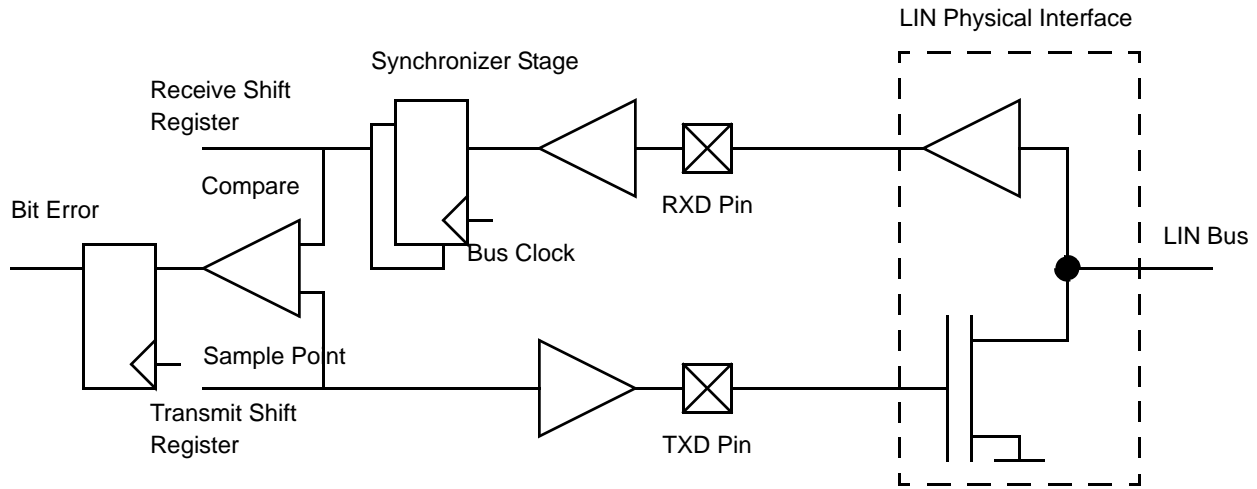 LIN Physical Interface
Synchronizer Stage
Receive Shift
Register
Compare
RXD Pin
Bit Error
Bus Clock
LIN Bus
Sample Point
Transmit Shift
Register
TXD Pin